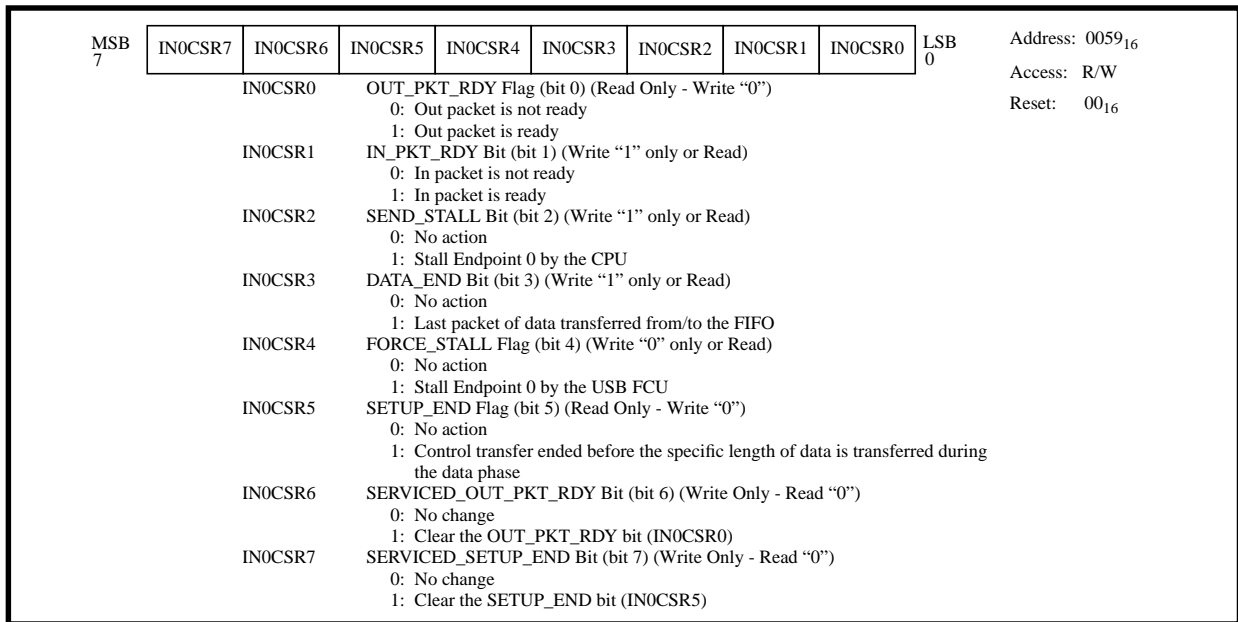 MSB
7
IN0CSR7 IN0CSR6 IN0CSR5 IN0CSR4 IN0CSR3 IN0CSR2 IN0CSR1 IN0CSR0
LSB
0
Address: 0059₁₆
Access: R/W
Reset: 00₁₆
IN0CSR0 OUT_PKT_RDY Flag (bit 0) (Read Only - Write “0”)
0: Out packet is not ready
1: Out packet is ready
IN0CSR1 IN_PKT_RDY Bit (bit 1) (Write “1” only or Read)
0: In packet is not ready
1: In packet is ready
IN0CSR2 SEND_STALL Bit (bit 2) (Write “1” only or Read)
0: No action
1: Stall Endpoint 0 by the CPU
IN0CSR3 DATA_END Bit (bit 3) (Write “1” only or Read)
0: No action
1: Last packet of data transferred from/to the FIFO
IN0CSR4 FORCE_STALL Flag (bit 4) (Write “0” only or Read)
0: No action
1: Stall Endpoint 0 by the USB FCU
IN0CSR5 SETUP_END Flag (bit 5) (Read Only - Write “0”)
0: No action
1: Control transfer ended before the specific length of data is transferred during
the data phase
IN0CSR6 SERVICED_OUT_PKT_RDY Bit (bit 6) (Write Only - Read “0”)
0: No change
1: Clear the OUT_PKT_RDY bit (IN0CSR0)
IN0CSR7 SERVICED_SETUP_END Bit (bit 7) (Write Only - Read “0”)
0: No change
1: Clear the SETUP_END bit (IN0CSR5)